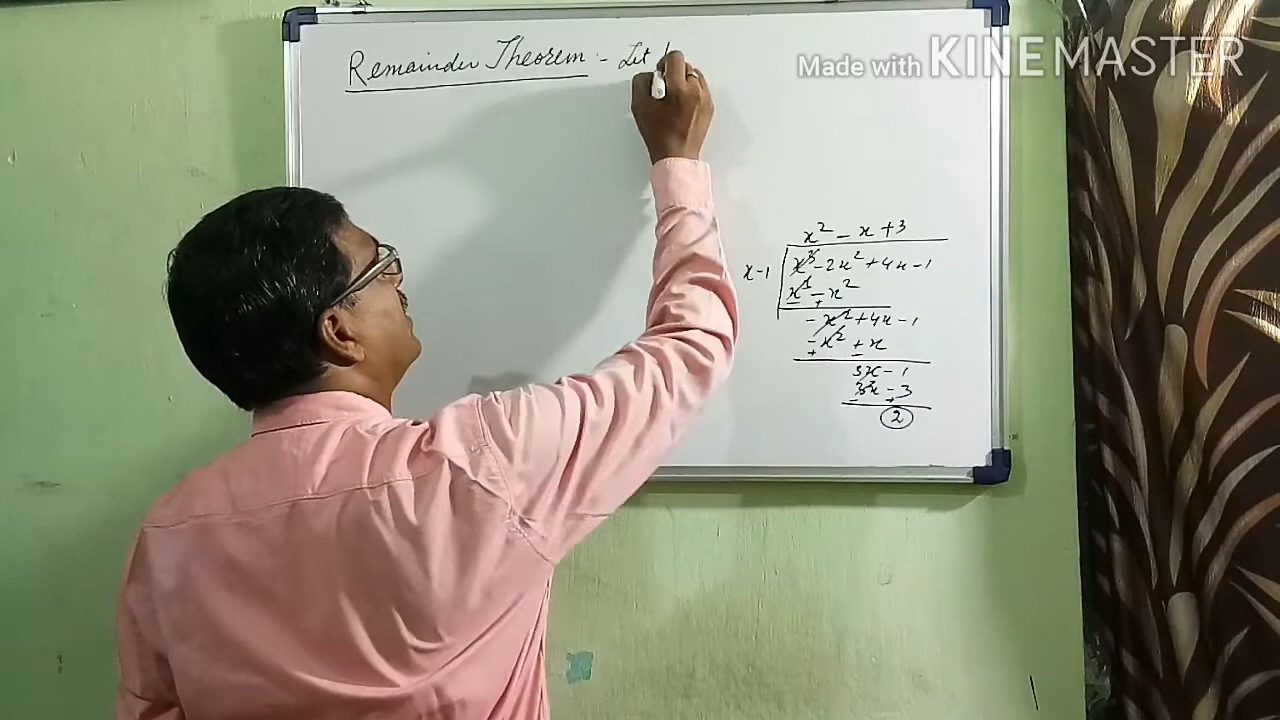 Remainder Theorem :- Let
Made with KINEMASTER
x² - x + 3
x-1 x³ - 2x² + 4x - 1
x³ - x²
- +
- x² + 4x - 1
- x² + x
+ -
3x - 1
3x - 3
- +
2